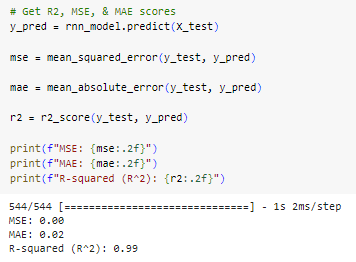 # Get R2, MSE, & MAE scores
y_pred = rnn_model.predict(X_test)
mse = mean_squared_error(y_test, y_pred)
mae = mean_absolute_error(y_test, y_pred)
r2 = r2_score(y_test, y_pred)
print(f"MSE: {mse:.2f}")
print(f"MAE: {mae:.2f}")
print(f"R-squared (R^2): {r2:.2f}")
544/544 [==============================] - 1s 2ms/step
MSE: 0.00
MAE: 0.02
R-squared (R^2): 0.99